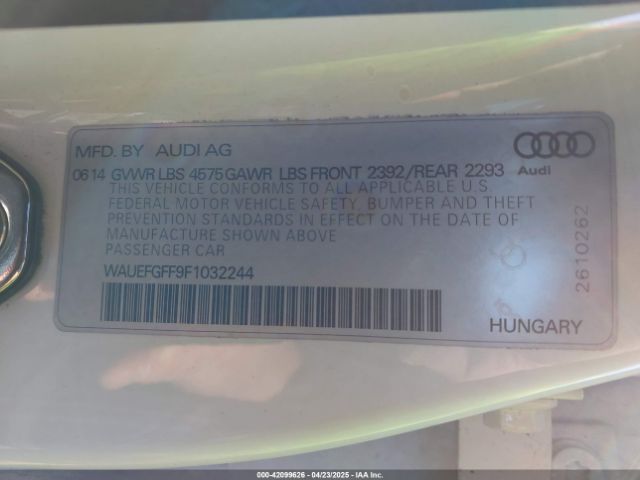 MFD. BY AUDI AG
0614 GVWR LBS 4575 GAWR LBS FRONT 2392/REAR 2293
Audi
THIS VEHICLE CONFORMS TO ALL APPLICABLE U.S.
FEDERAL MOTOR VEHICLE SAFETY, BUMPER AND THEFT
PREVENTION STANDARDS IN EFFECT ON THE DATE OF
MANUFACTURE SHOWN ABOVE
PASSENGER CAR
WAUEFGFF9F1032244
2610262
HUNGARY
000-42099626 - 04/23/2025 - IAA Inc.